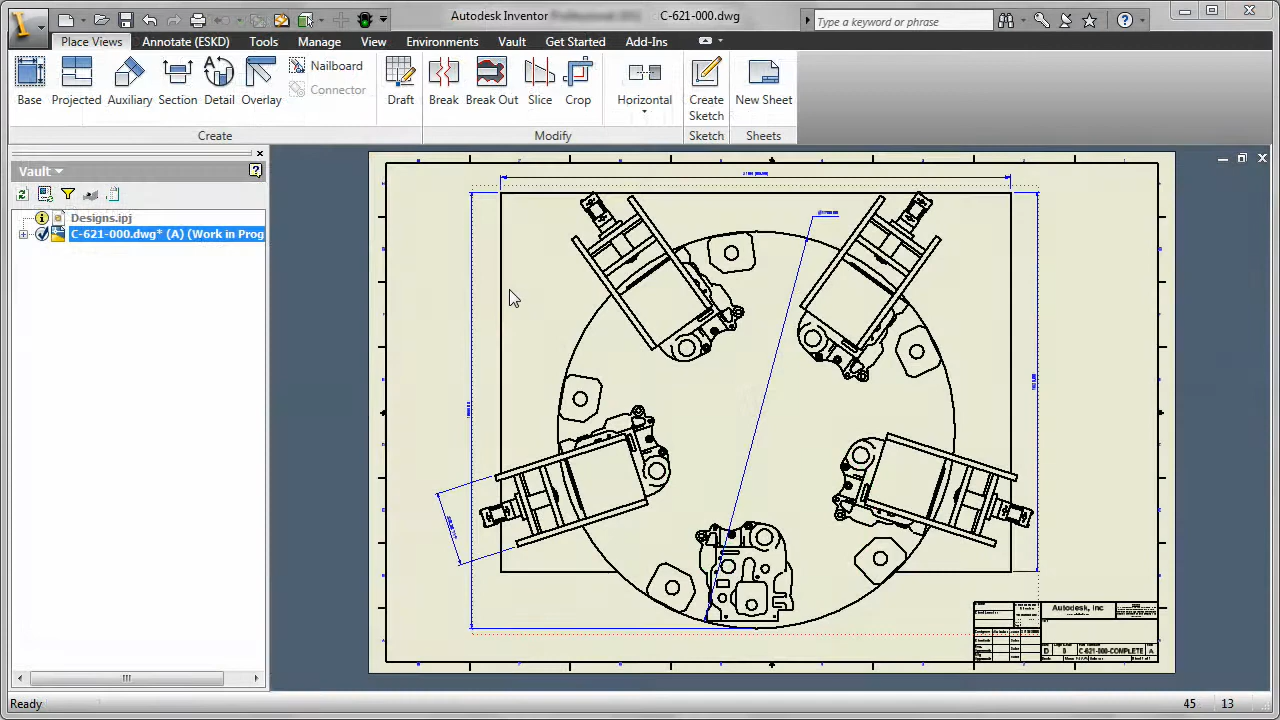 Autodesk Inventor
C-621-000.dwg
Type a keyword or phrase
Place Views
Annotate (ESKD)
Tools
Manage
View
Environments
Vault
Get Started
Add-Ins
Base
Projected
Auxiliary
Section
Detail
Overlay
Nailboard
Connector
Draft
Break
Break Out
Slice
Crop
Horizontal
Create
Sketch
New Sheet
Create
Modify
Sketch
Sheets
Vault
Designs.ipj
C-621-000.dwg* (A) (Work in Prog
Autodesk, Inc
D
C-621-000-COMPLETE
A
Ready
45
13